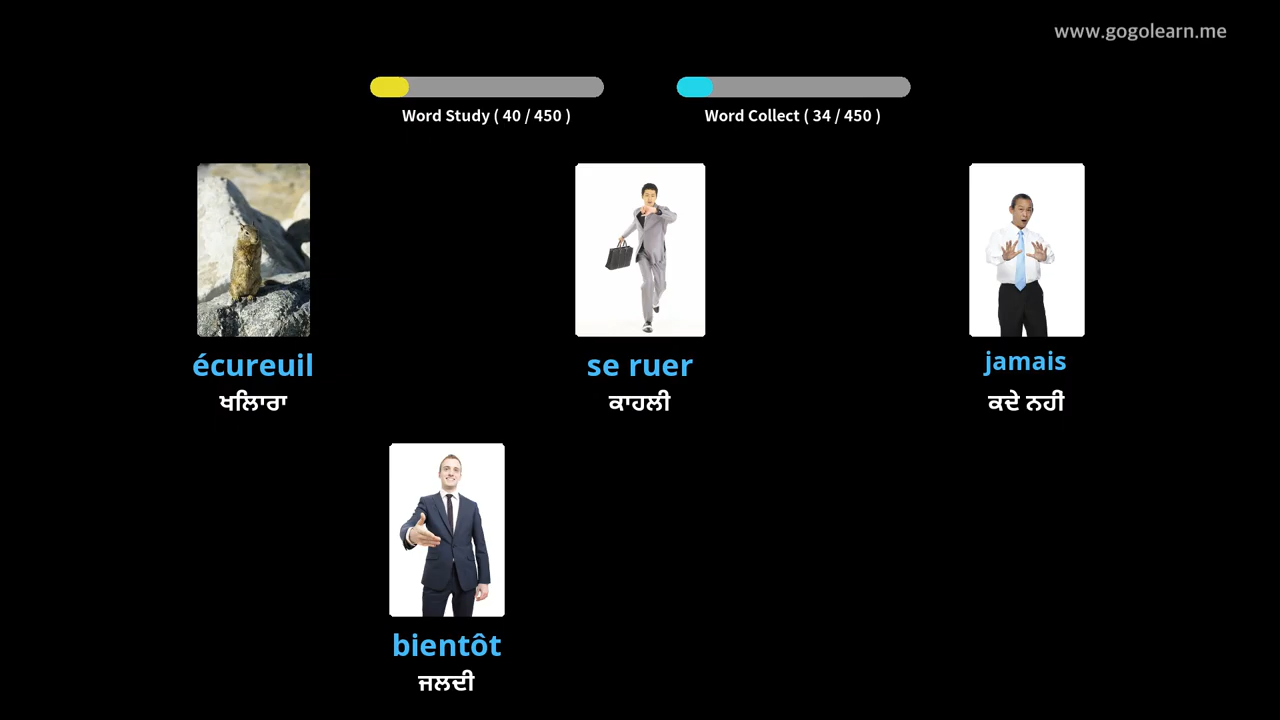 www.gogolearn.me
Word Study ( 40 / 450 )
Word Collect ( 34 / 450 )
écureuil
ਖਲਿਾਰਾ
se ruer
ਕਾਹਲੀ
jamais
ਕਦੇ ਨਹੀਂ
bientôt
ਜਲਦੀ